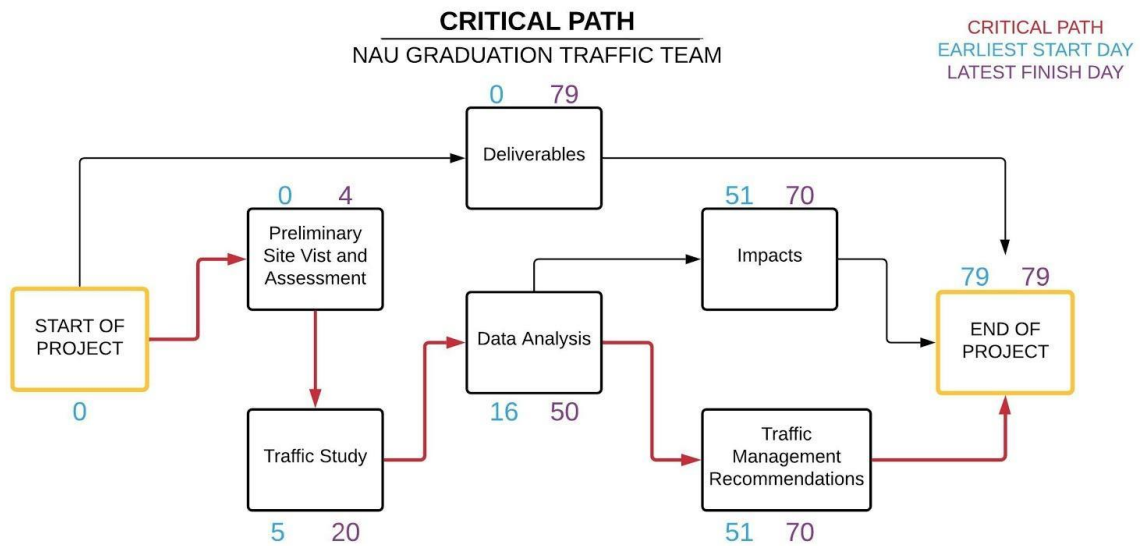 CRITICAL PATH
NAU GRADUATION TRAFFIC TEAM
CRITICAL PATH
EARLIEST START DAY
LATEST FINISH DAY
0 79
Deliverables
0 4
Preliminary
Site Vist and
Assessment
51 70
Impacts
START OF
PROJECT
0
Data Analysis
16 50
79 79
END OF
PROJECT
Traffic Study
5 20
Traffic
Management
Recommendations
51 70